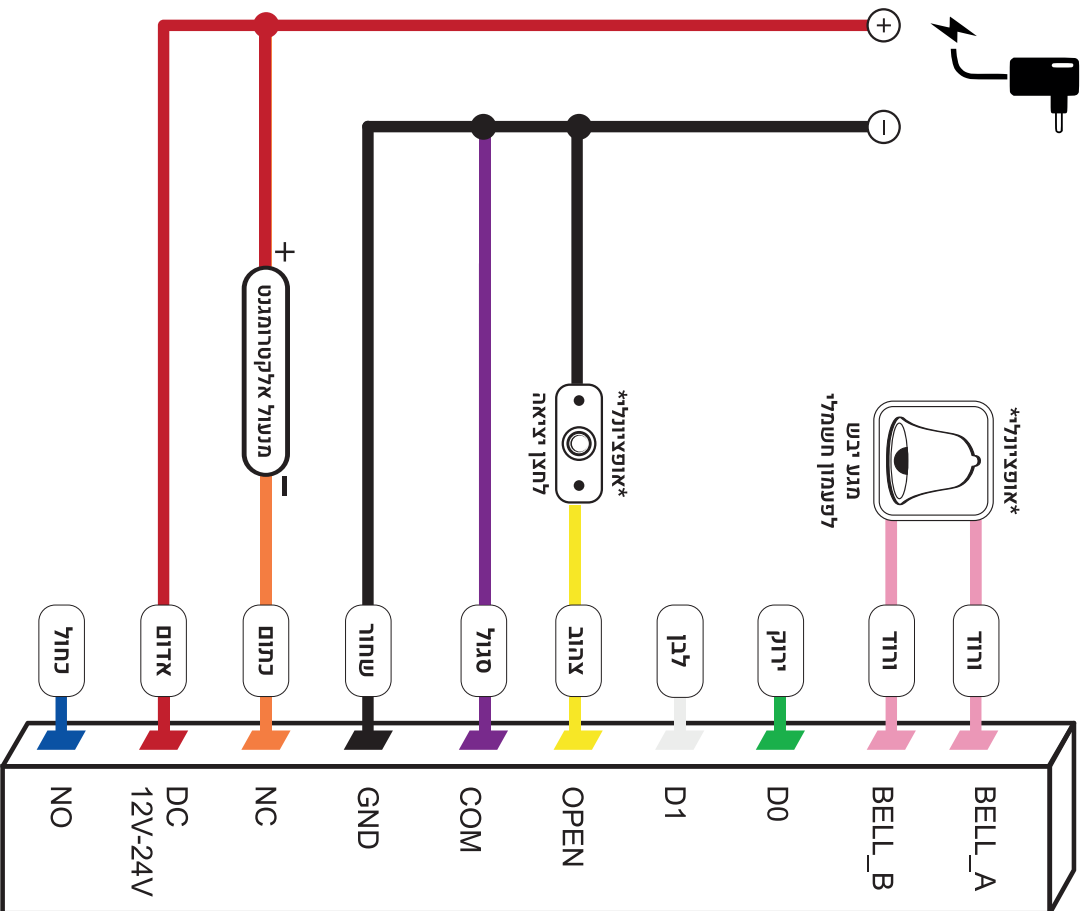 +
−
+
מנעול אלקטרומגנט
−
*אופציונלי*
לחצן יציאה
*אופציונלי*
מגע יבש
לפעמון חשמלי
כחול
אדום
כתום
שחור
סגול
צהוב
לבן
ירוק
ורוד
ורוד
NO
DC
12V-24V
NC
GND
COM
OPEN
D1
D0
BELL_B
BELL_A